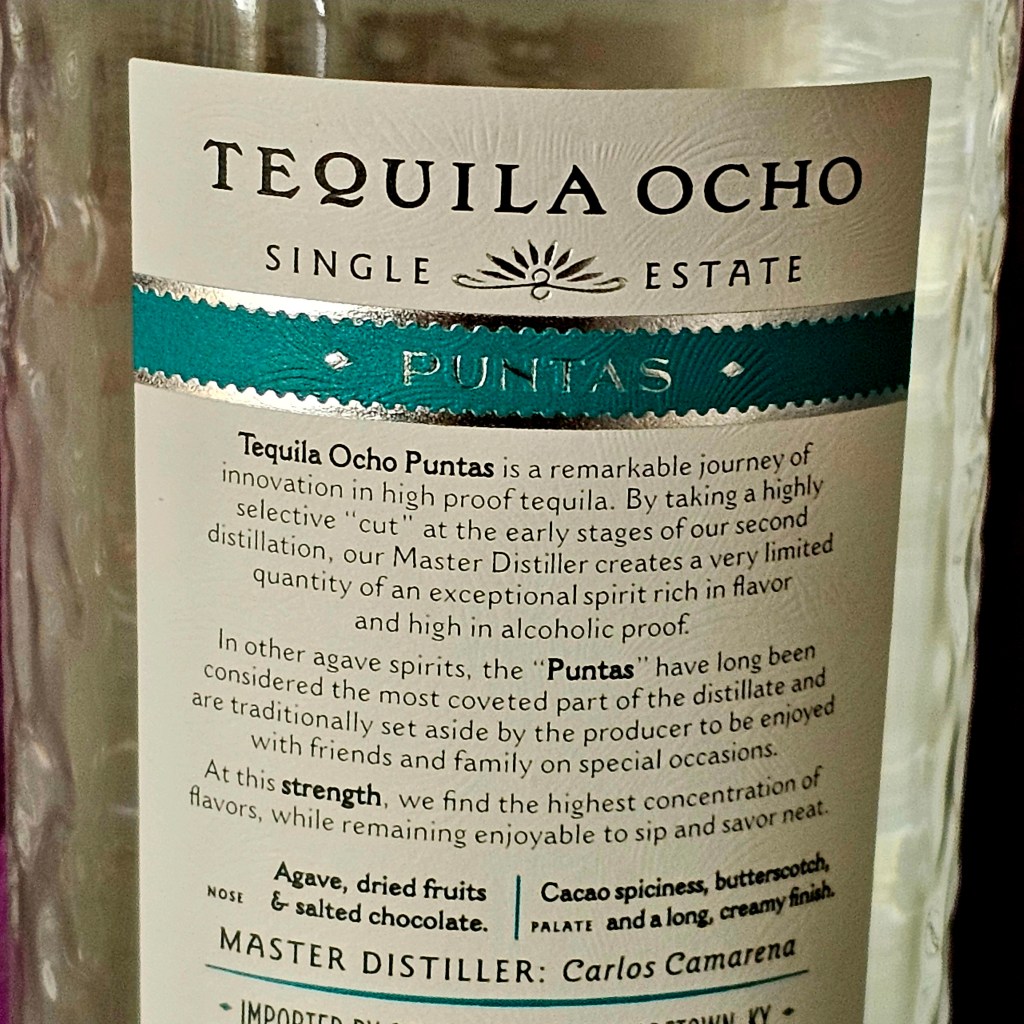 TEQUILA OCHO
SINGLE ESTATE
PUNTAS
Tequila Ocho Puntas is a remarkable journey of
innovation in high proof tequila. By taking a highly
selective "cut" at the early stages of our second
distillation, our Master Distiller creates a very limited
quantity of an exceptional spirit rich in flavor
and high in alcoholic proof.
In other agave spirits, the "Puntas" have long been
considered the most coveted part of the distillate and
are traditionally set aside by the producer to be enjoyed
with friends and family on special occasions.
At this strength, we find the highest concentration of
flavors, while remaining enjoyable to sip and savor neat.
NOSE Agave, dried fruits
& salted chocolate.
PALATE Cacao spiciness, butterscotch,
and a long, creamy finish.
MASTER DISTILLER: Carlos Camarena
IMPORTED KY